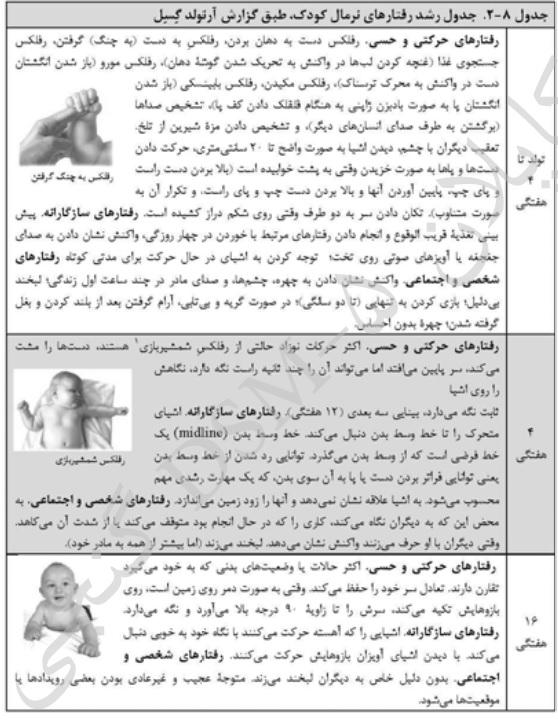 جدول ۸-۲. جدول رشد رفتارهای نرمال کودک، طبق گزارش آرنولد گِسِل
تولد تا
۴
هفتگی
رفتارهای حرکتی و حسی. رفلکس دست به دهان بردن، رفلکس به دست (به چنگ) گرفتن، رفلکس
جستجوی غذا (غنچه کردن لب‌ها در واکنش به تحریک شدن گوشهٔ دهان)، رفلکس مورو (باز شدن انگشتان
دست در واکنش به محرک ترسناک)، رفلکس مکیدن، رفلکس بابینسکی (باز شدن
انگشتان پا به صورت بادبزن ژاپنی به هنگام قلقلک دادن کف پا)، تشخیص صداها
(برگشتن به طرف صدای انسان‌های دیگر)، و تشخیص دادن مزهٔ شیرین از تلخ.
تعقیب دیگران با چشم، دیدن اشیا به صورت واضح تا ۲۰ سانتی‌متری، حرکت دادن
دست‌ها و پاها به صورت خزیدن وقتی به پشت خوابیده است (بالا بردن دست راست
و پای چپ، پایین آوردن آنها و بالا بردن دست چپ و پای راست، و تکرار آن به
صورت متناوب). تکان دادن سر به دو طرف وقتی روی شکم دراز کشیده است. رفتارهای سازگارانه. پیش
بینی تغذیهٔ قریب الوقوع و انجام دادن رفتارهای مرتبط با خوردن در چهار روزگی، واکنش نشان دادن به صدای
جغجغه یا آویزهای صوتی روی تخت؛ توجه کردن به اشیای در حال حرکت برای مدتی کوتاه رفتارهای
شخصی و اجتماعی. واکنش نشان دادن به چهره، چشم‌ها، و صدای مادر در چند ساعت اول زندگی؛ لبخند
بی‌دلیل؛ بازی کردن به تنهایی (تا دو سالگی)؛ در صورت گریه و بی‌تابی، آرام گرفتن بعد از بلند کردن و بغل
گرفته شدن؛ چهرهٔ بدون احساس.
رفلکس به چنگ گرفتن
۴
هفتگی
رفتارهای حرکتی و حسی. اکثر حرکات نوزاد حالتی از رفلکس شمشیربازی۱ هستند، دست‌ها را مشت
می‌کند، سر پایین می‌افتد اما می‌تواند آن را چند ثانیه راست نگه دارد، نگاهش
را روی اشیا
ثابت نگه می‌دارد، بینایی سه بعدی (۱۲ هفتگی). رفتارهای سازگارانه. اشیای
متحرک را تا خط وسط بدن دنبال می‌کند. خط وسط بدن (midline) یک
خط فرضی است که از وسط بدن می‌گذرد. توانایی رد شدن از خط وسط بدن
یعنی توانایی فراتر بردن دست یا پا به آن سوی بدن، که یک مهارت رشدی مهم
محسوب می‌شود. به اشیا علاقه نشان نمی‌دهد و آنها را زود زمین می‌اندازد. رفتارهای شخصی و اجتماعی. به
محض این که به دیگران نگاه می‌کند، کاری را که در حال انجام بود متوقف می‌کند یا از شدت آن می‌کاهد.
وقتی دیگران با او حرف می‌زنند واکنش نشان می‌دهد. لبخند می‌زند (اما بیشتر از همه به مادر خود).
رفلکس شمشیربازی
۱۶
هفتگی
رفتارهای حرکتی و حسی. اکثر حالات یا وضعیت‌های بدنی که به خود می‌گیرد
تقارن دارند. تعادل سر خود را حفظ می‌کند. وقتی به صورت دمر روی زمین است، روی
بازوهایش تکیه می‌کند، سرش را تا زاویهٔ ۹۰ درجه بالا می‌آورد و نگه می‌دارد.
رفتارهای سازگارانه. اشیایی را که آهسته حرکت می‌کنند با نگاه خود به خوبی دنبال
می‌کند. با دیدن اشیای آویزان بازوهایش حرکت می‌کنند. رفتارهای شخصی و
اجتماعی. بدون دلیل خاص به دیگران لبخند می‌زند. متوجهٔ عجیب و غیرعادی بودن بعضی رویدادها یا
موقعیت‌ها می‌شود.
DSM-5